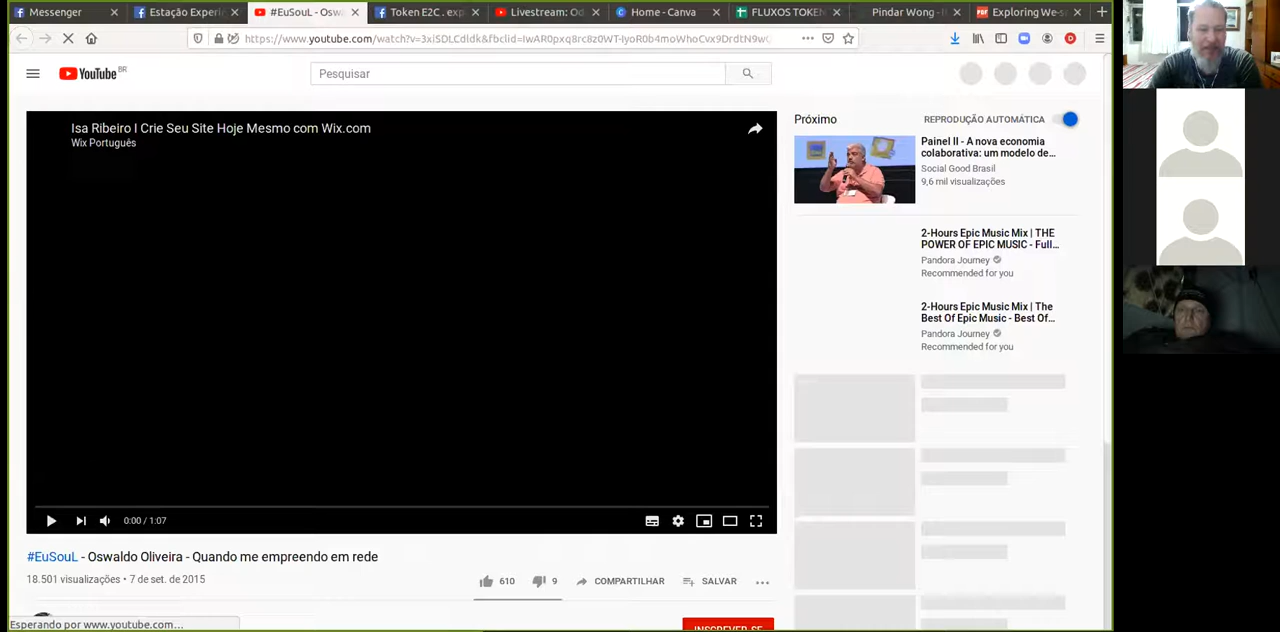 Messenger
Estação Experi
#EuSouL - Oswa
Token E2C . exp
Livestream: Od
Home - Canva
FLUXOS TOKEN
Pindar Wong -
Exploring We-s
YouTube BR
Pesquisar
Isa Ribeiro I Crie Seu Site Hoje Mesmo com Wix.com
Wix Português
0:00 / 1:07
#EuSouL - Oswaldo Oliveira - Quando me empreendo em rede
18.501 visualizações • 7 de set. de 2015
610
9
COMPARTILHAR
SALVAR
INSCREVER-SE
Próximo
REPRODUÇÃO AUTOMÁTICA
Painel II - A nova economia
colaborativa: um modelo de...
Social Good Brasil
9,6 mil visualizações
2-Hours Epic Music Mix | THE
POWER OF EPIC MUSIC - Full...
Pandora Journey
Recommended for you
2-Hours Epic Music Mix | The
Best Of Epic Music - Best Of...
Pandora Journey
Recommended for you
Esperando por www.youtube.com...